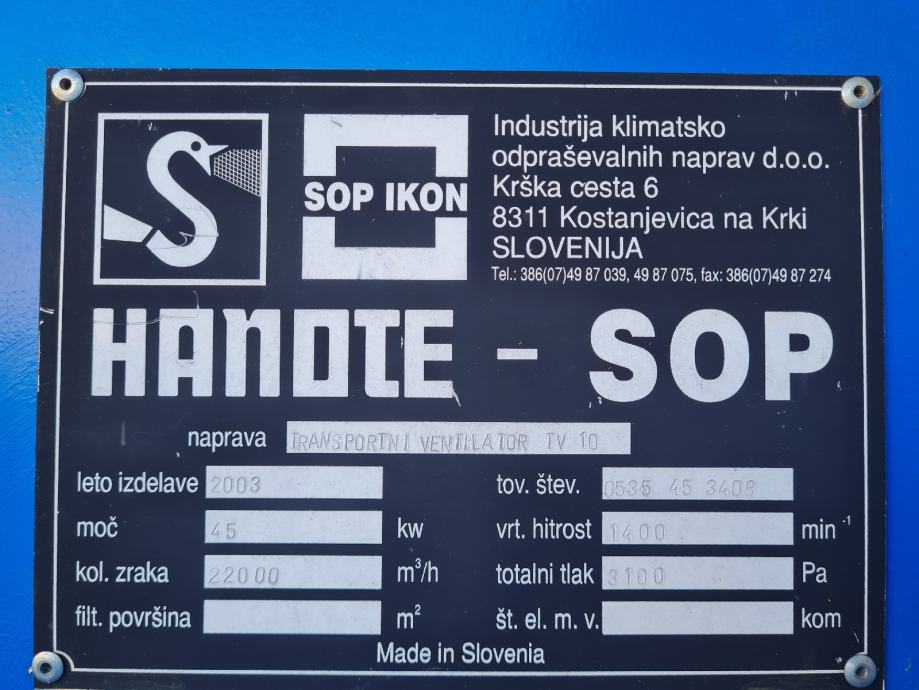 SOP IKON
Industrija klimatsko
odpraševalnih naprav d.o.o.
Krška cesta 6
8311 Kostanjevica na Krki
SLOVENIJA
Tel.: 386(07)49 87 039, 49 87 075, fax: 386(07)49 87 274
HANDTE - SOP
naprava TRANSPORTNI VENTILATOR TV 10
leto izdelave 2003 tov. štev. 0535 45 3408
moč 45 kw vrt. hitrost 1400 min⁻¹
kol. zraka 22000 m³/h totalni tlak 3100 Pa
filt. površina m² št. el. m. v. kom
Made in Slovenia